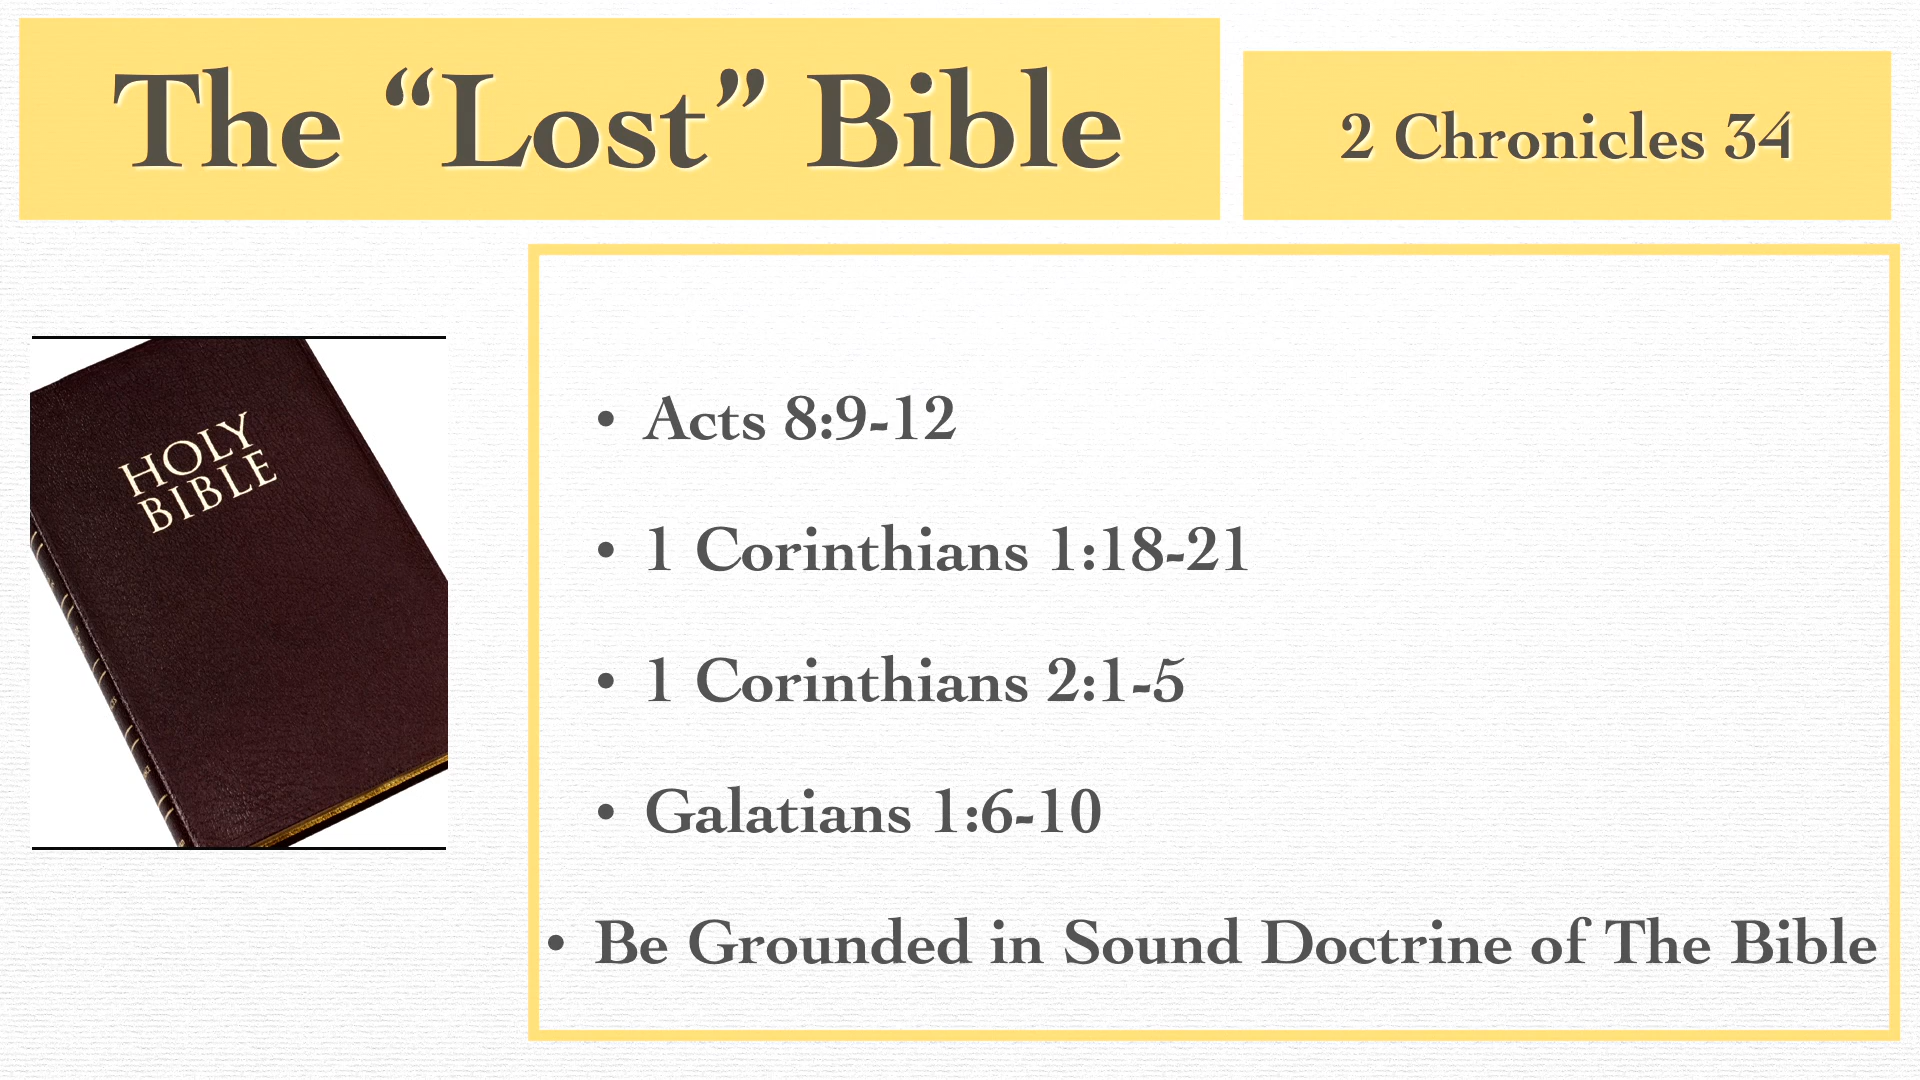 The “Lost” Bible
2 Chronicles 34
HOLY
BIBLE
• Acts 8:9-12
• 1 Corinthians 1:18-21
• 1 Corinthians 2:1-5
• Galatians 1:6-10
• Be Grounded in Sound Doctrine of The Bible